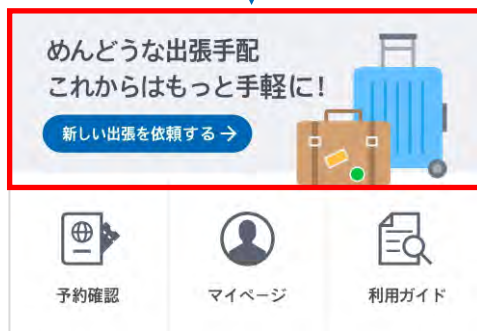 めんどうな出張手配
これからはもっと手軽に!
新しい出張を依頼する→
予約確認
マイページ
利用ガイド